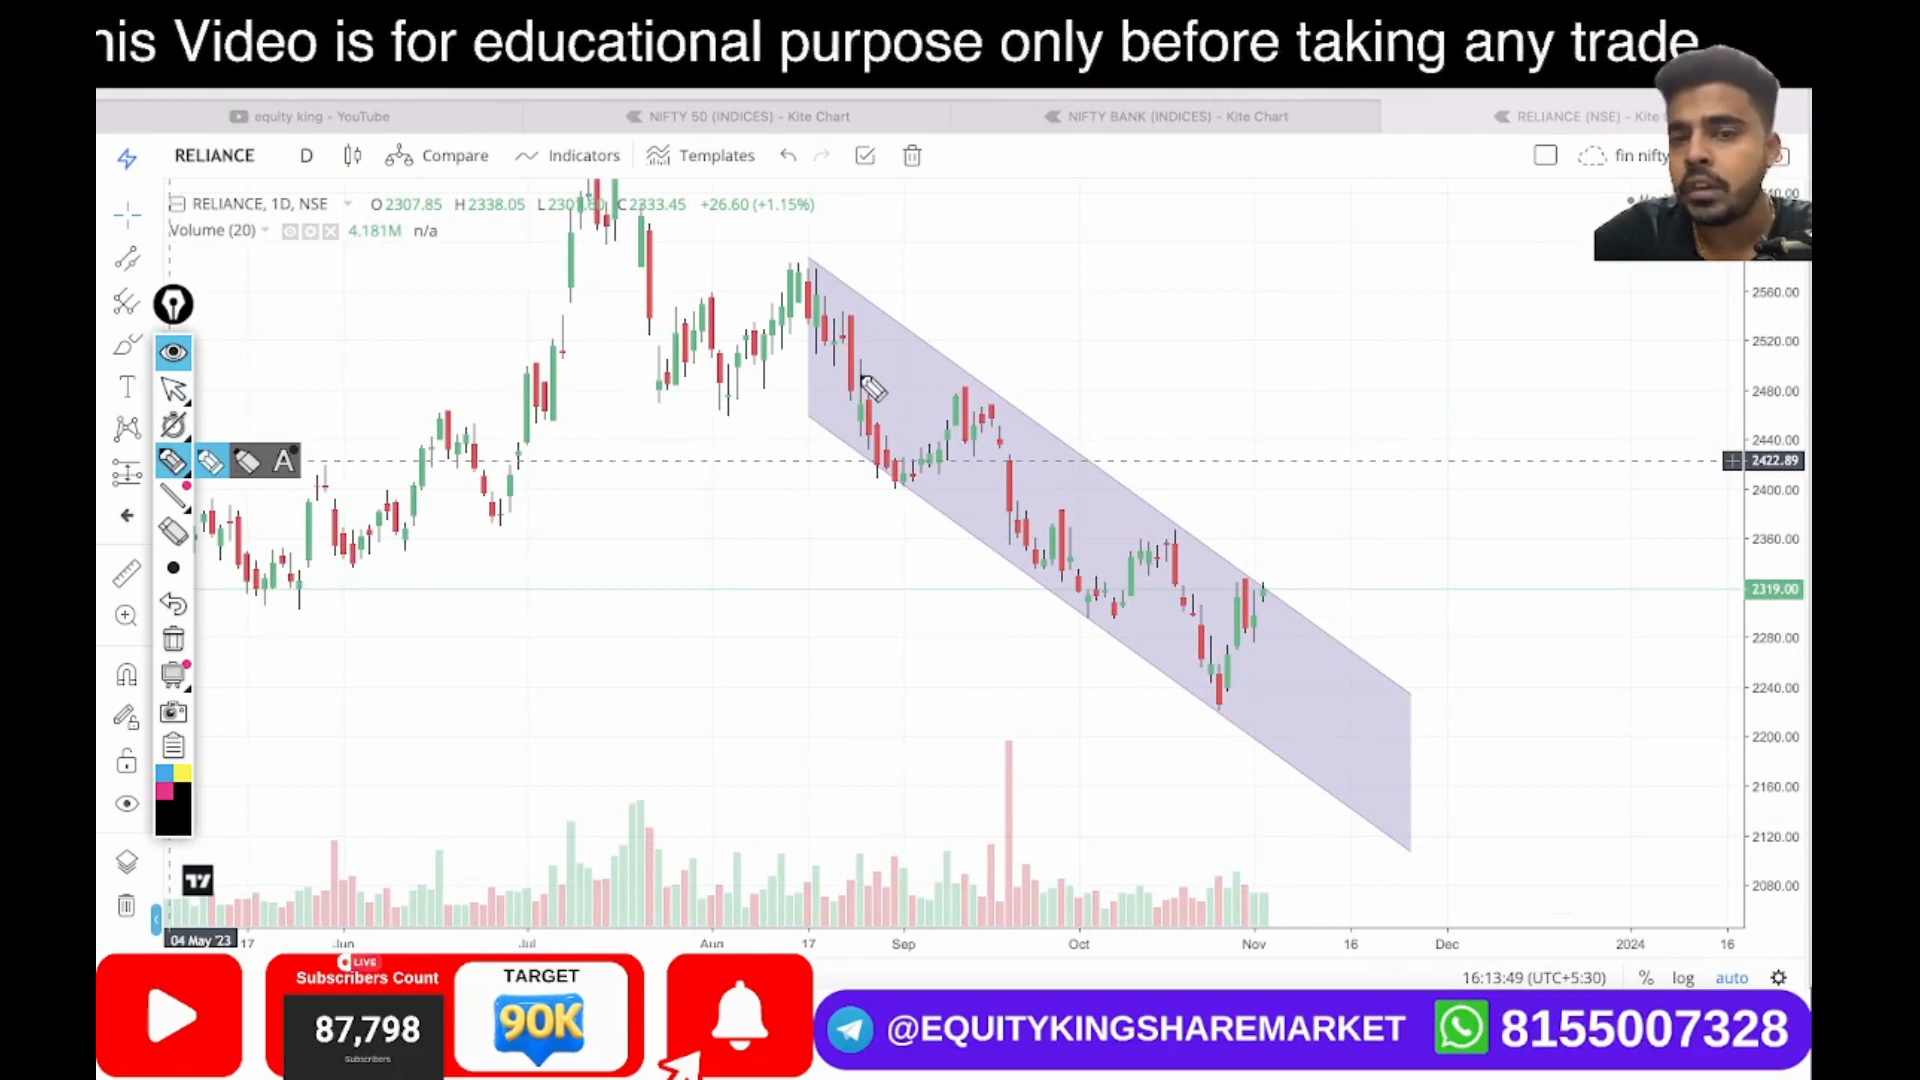 his Video is for educational purpose only before taking any trade
equity king - YouTube
NIFTY 50 (INDICES) - Kite Chart
NIFTY BANK (INDICES) - Kite Chart
RELIANCE (NSE) - Kite
RELIANCE D Compare Indicators Templates
fin nifty
RELIANCE, 1D, NSE O2307.85 H2338.05 C2333.45 +26.60 (+1.15%)
Volume (20) 4.181M n/a
2560.00
2520.00
2480.00
2440.00
2422.89
2400.00
2360.00
2319.00
2280.00
2240.00
2200.00
2160.00
2120.00
2080.00
T
A
04 May '23 17 Jun Jul Aug 17 Sep Oct Nov 16 Dec 2024 16
16:13:49 (UTC+5:30) % log auto
LIVE
Subscribers Count
87,798
Subscribers
TARGET
90K
@EQUITYKINGSHAREMARKET
8155007328